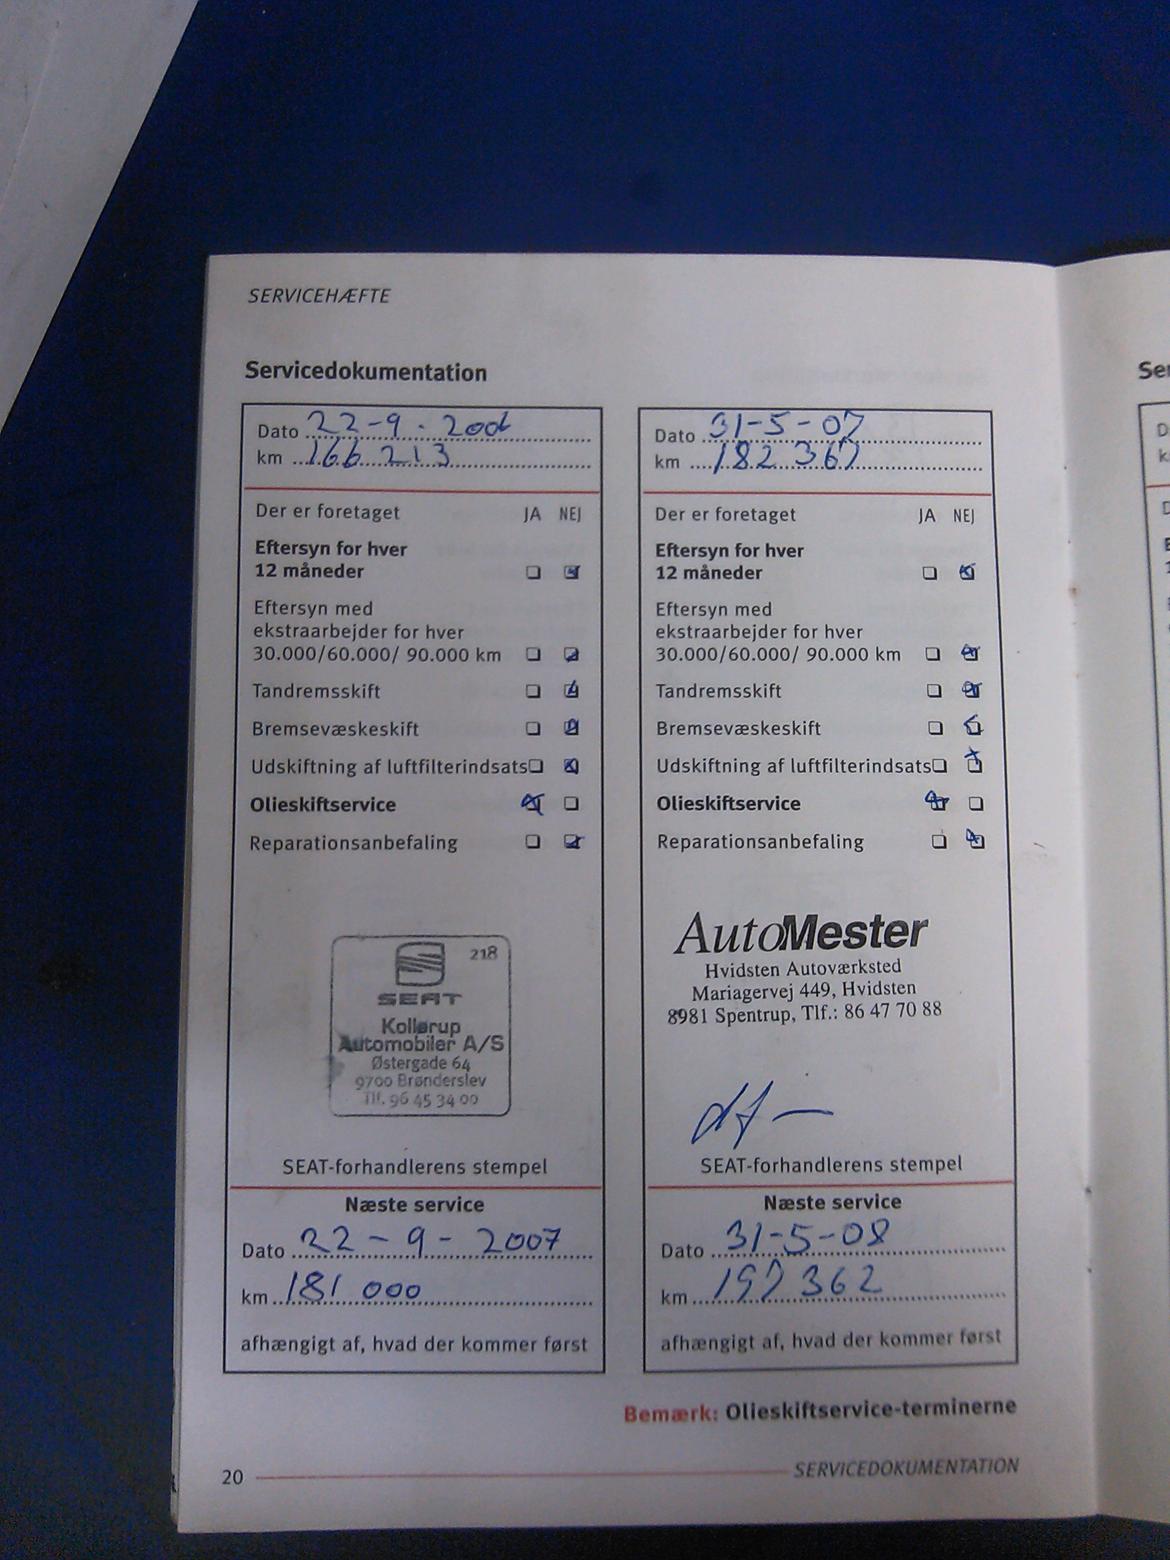 SERVICEHÆFTE
Servicedokumentation
Dato 22-9-2006
km 166 213
Der er foretaget JA NEJ
Eftersyn for hver
12 måneder
Eftersyn med
ekstraarbejder for hver
30.000/60.000/ 90.000 km
Tandremsskift
Bremsevæskeskift
Udskiftning af luftfilterindsats
Olieskiftservice
Reparationsanbefaling
218
SEAT
Kollerup
Automobiler A/S
Østergade 64
9700 Brønderslev
Tlf. 96 45 34 00
SEAT-forhandlerens stempel
Næste service
Dato 22-9-2007
km 181 000
afhængigt af, hvad der kommer først
Dato 31-5-07
km 182 367
Der er foretaget JA NEJ
Eftersyn for hver
12 måneder
Eftersyn med
ekstraarbejder for hver
30.000/60.000/ 90.000 km
Tandremsskift
Bremsevæskeskift
Udskiftning af luftfilterindsats
Olieskiftservice
Reparationsanbefaling
AutoMester
Hvidsten Autoværksted
Mariagervej 449, Hvidsten
8981 Spentrup, Tlf.: 86 47 70 88
SEAT-forhandlerens stempel
Næste service
Dato 31-5-08
km 197 362
afhængigt af, hvad der kommer først
Bemærk: Olieskiftservice-terminerne
20 SERVICEDOKUMENTATION